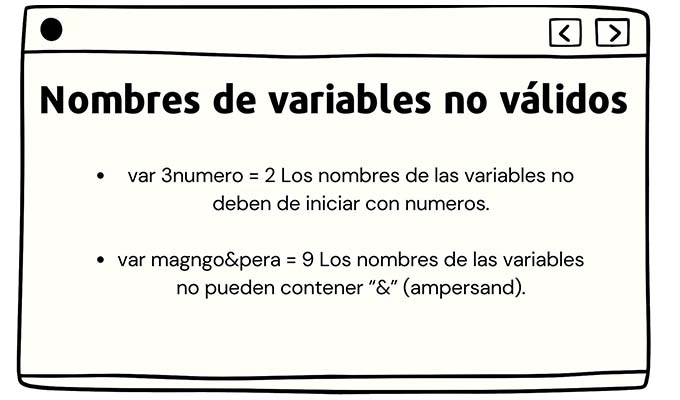 Nombres de variables no válidos
• var 3numero = 2 Los nombres de las variables no
deben de iniciar con numeros.
• var magngo&pera = 9 Los nombres de las variables
no pueden contener “&” (ampersand).